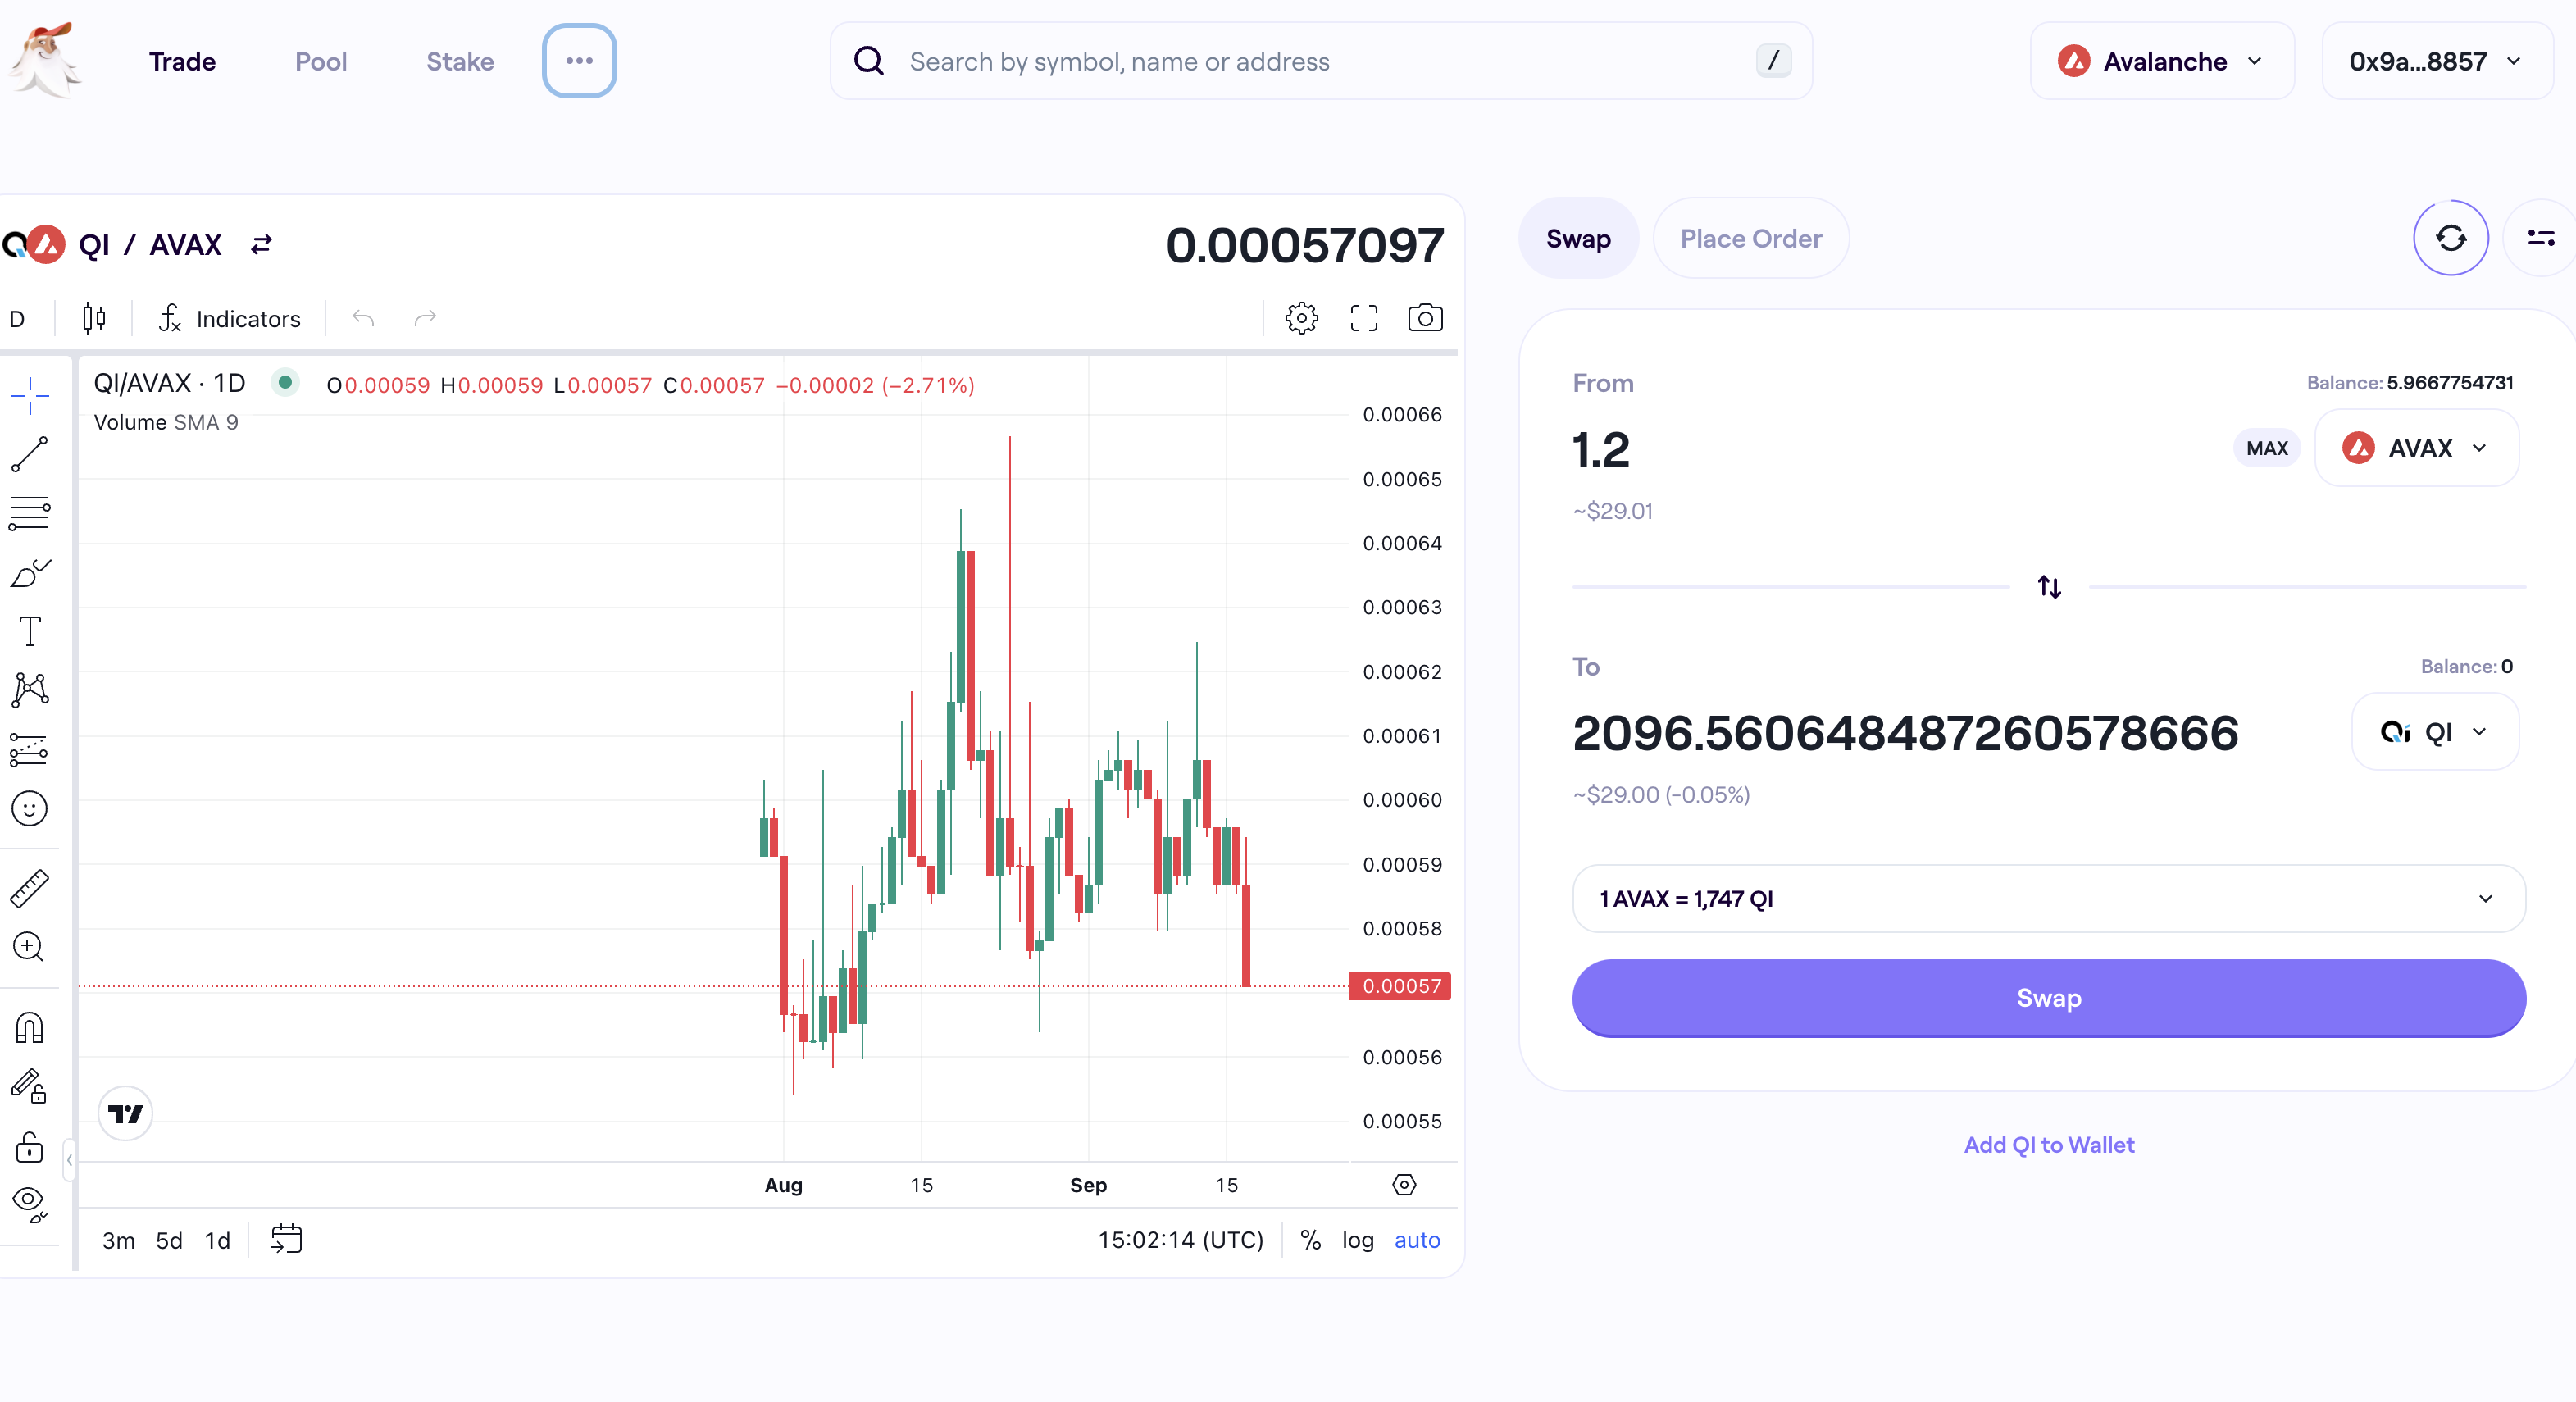 Trade Pool Stake ••• Search by symbol, name or address / Avalanche 0x9a...8857
QI / AVAX 0.00057097
D Indicators
QI/AVAX · 1D O0.00059 H0.00059 L0.00057 C0.00057 −0.00002 (−2.71%)
Volume SMA 9
0.00066
0.00065
0.00064
0.00063
0.00062
0.00061
0.00060
0.00059
0.00058
0.00057
0.00056
0.00055
Aug 15 Sep 15
3m 5d 1d 15:02:14 (UTC) % log auto
Swap Place Order
From Balance: 5.9667754731
1.2 MAX AVAX
~$29.01
To Balance: 0
2096.560648487260578666 Qi QI
~$29.00 (-0.05%)
1 AVAX = 1,747 QI
Swap
Add QI to Wallet